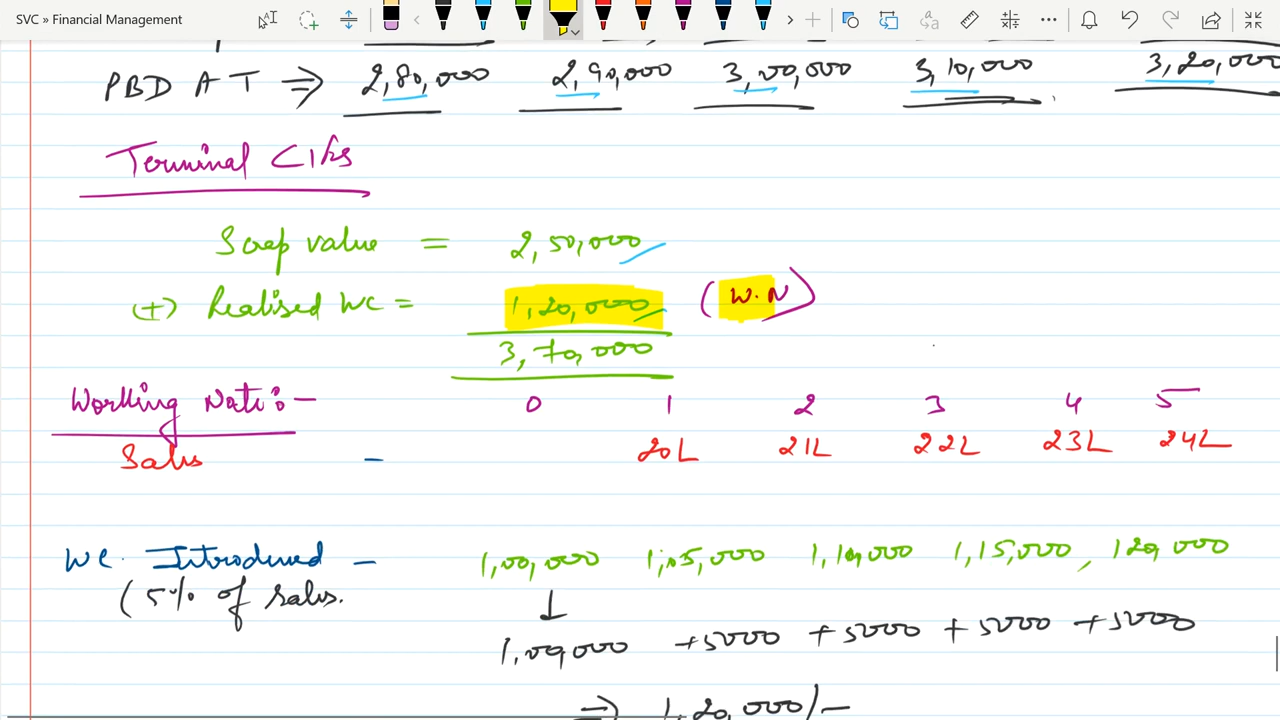 SVC » Financial Management
PBD A T ⇒ 2,80,000 2,90,000 3,00,000 3,10,000 3,20,000
Terminal CIFs
Scrap value = 2,50,000
(+) Realised WC = 1,20,000 (W.N)
3,70,000
Working Note:- 0 1 2 3 4 5
Sales - 20L 21L 22L 23L 24L
WC. Introduced - 1,00,000 1,05,000 1,10,000 1,15,000, 120,000
(5% of sales.
↓
1,00,000 +5000 +5000 +5000 +5000
⇒ 1,20,000/-